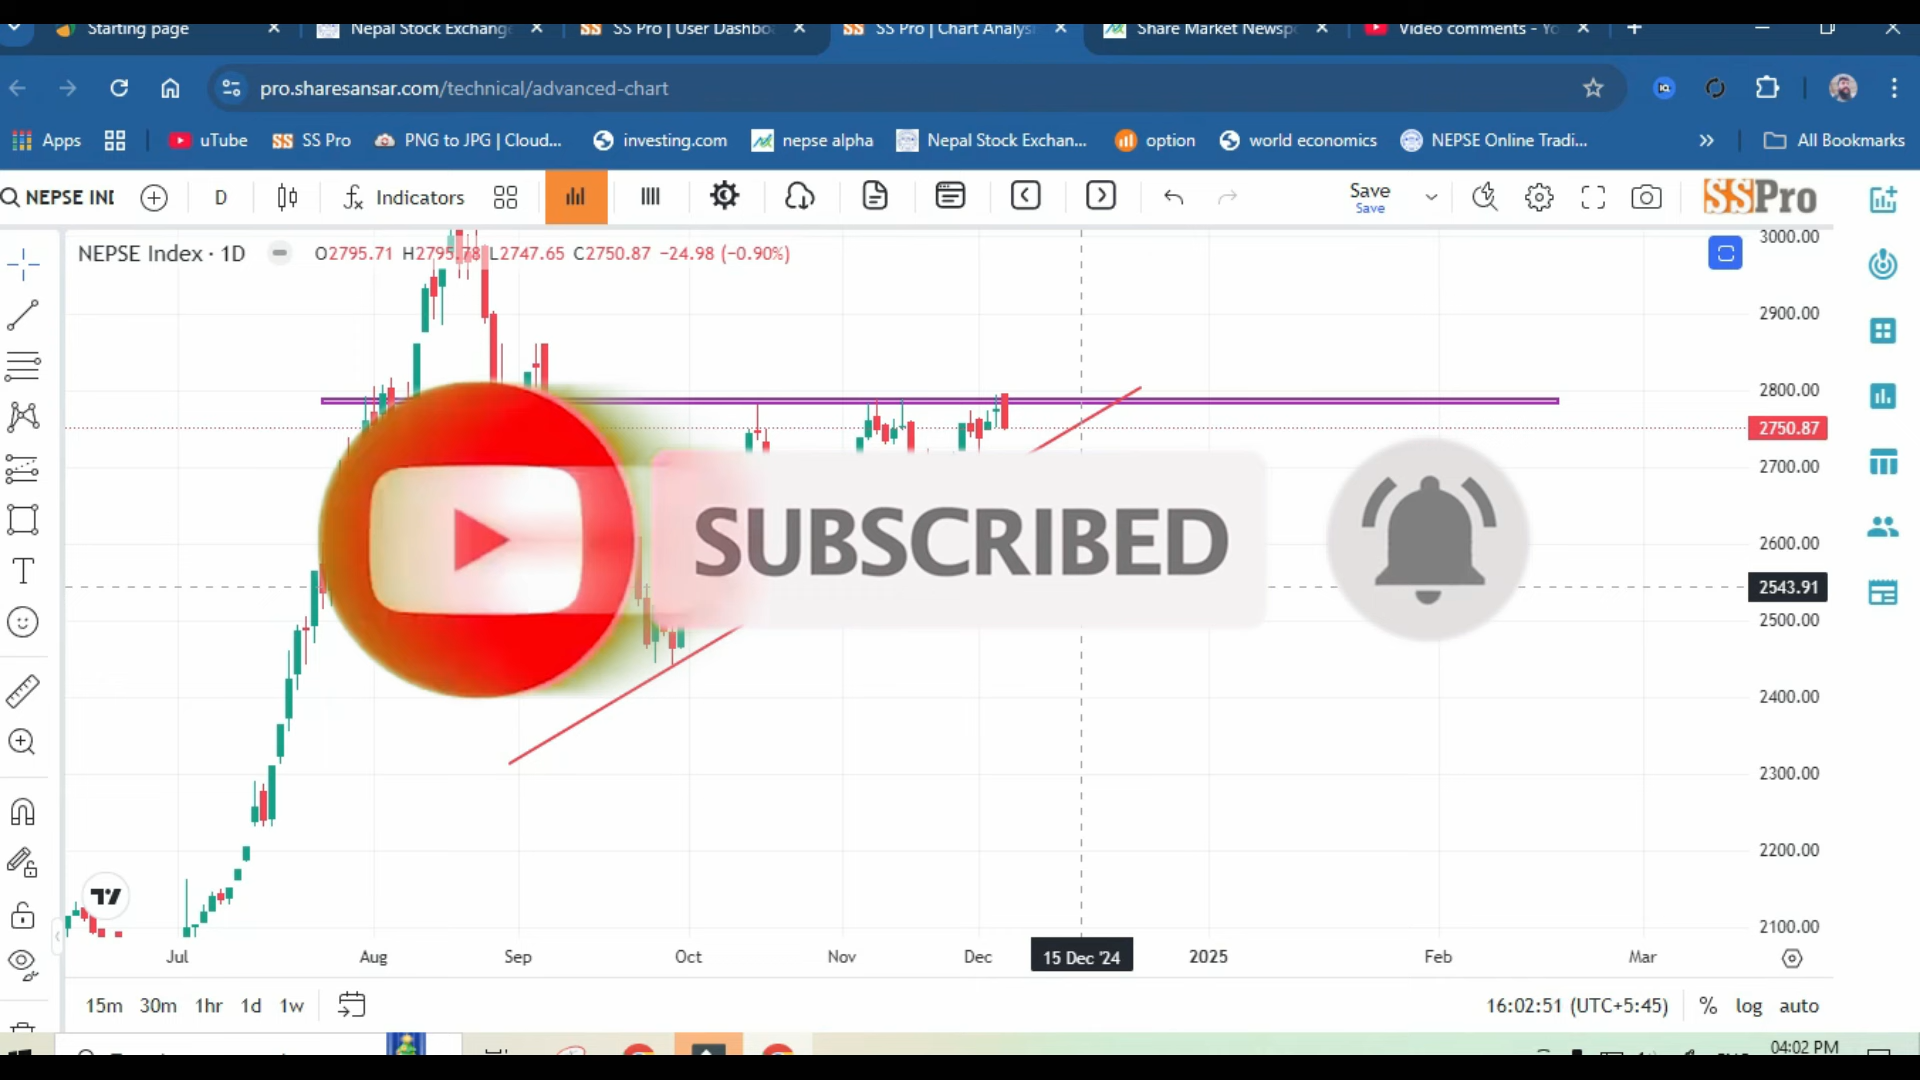 Starting page
Nepal Stock Exchang
SS Pro | User Dashbo
SS Pro | Chart Analysi
Share Market Newsp
Video comments - Yo
pro.sharesansar.com/technical/advanced-chart
Apps
uTube
SS Pro
PNG to JPG | Cloud...
investing.com
nepse alpha
Nepal Stock Exchan...
option
world economics
NEPSE Online Tradi...
All Bookmarks
NEPSE INI
D
Indicators
Save
Save
SSPro
NEPSE Index · 1D
O2795.71 H2795.78 L2747.65 C2750.87 −24.98 (−0.90%)
3000.00
2900.00
2800.00
2750.87
2700.00
2600.00
2543.91
2500.00
2400.00
2300.00
2200.00
2100.00
SUBSCRIBED
Jul Aug Sep Oct Nov Dec 15 Dec '24 2025 Feb Mar
15m 30m 1hr 1d 1w
16:02:51 (UTC+5:45) % log auto
04:02 PM